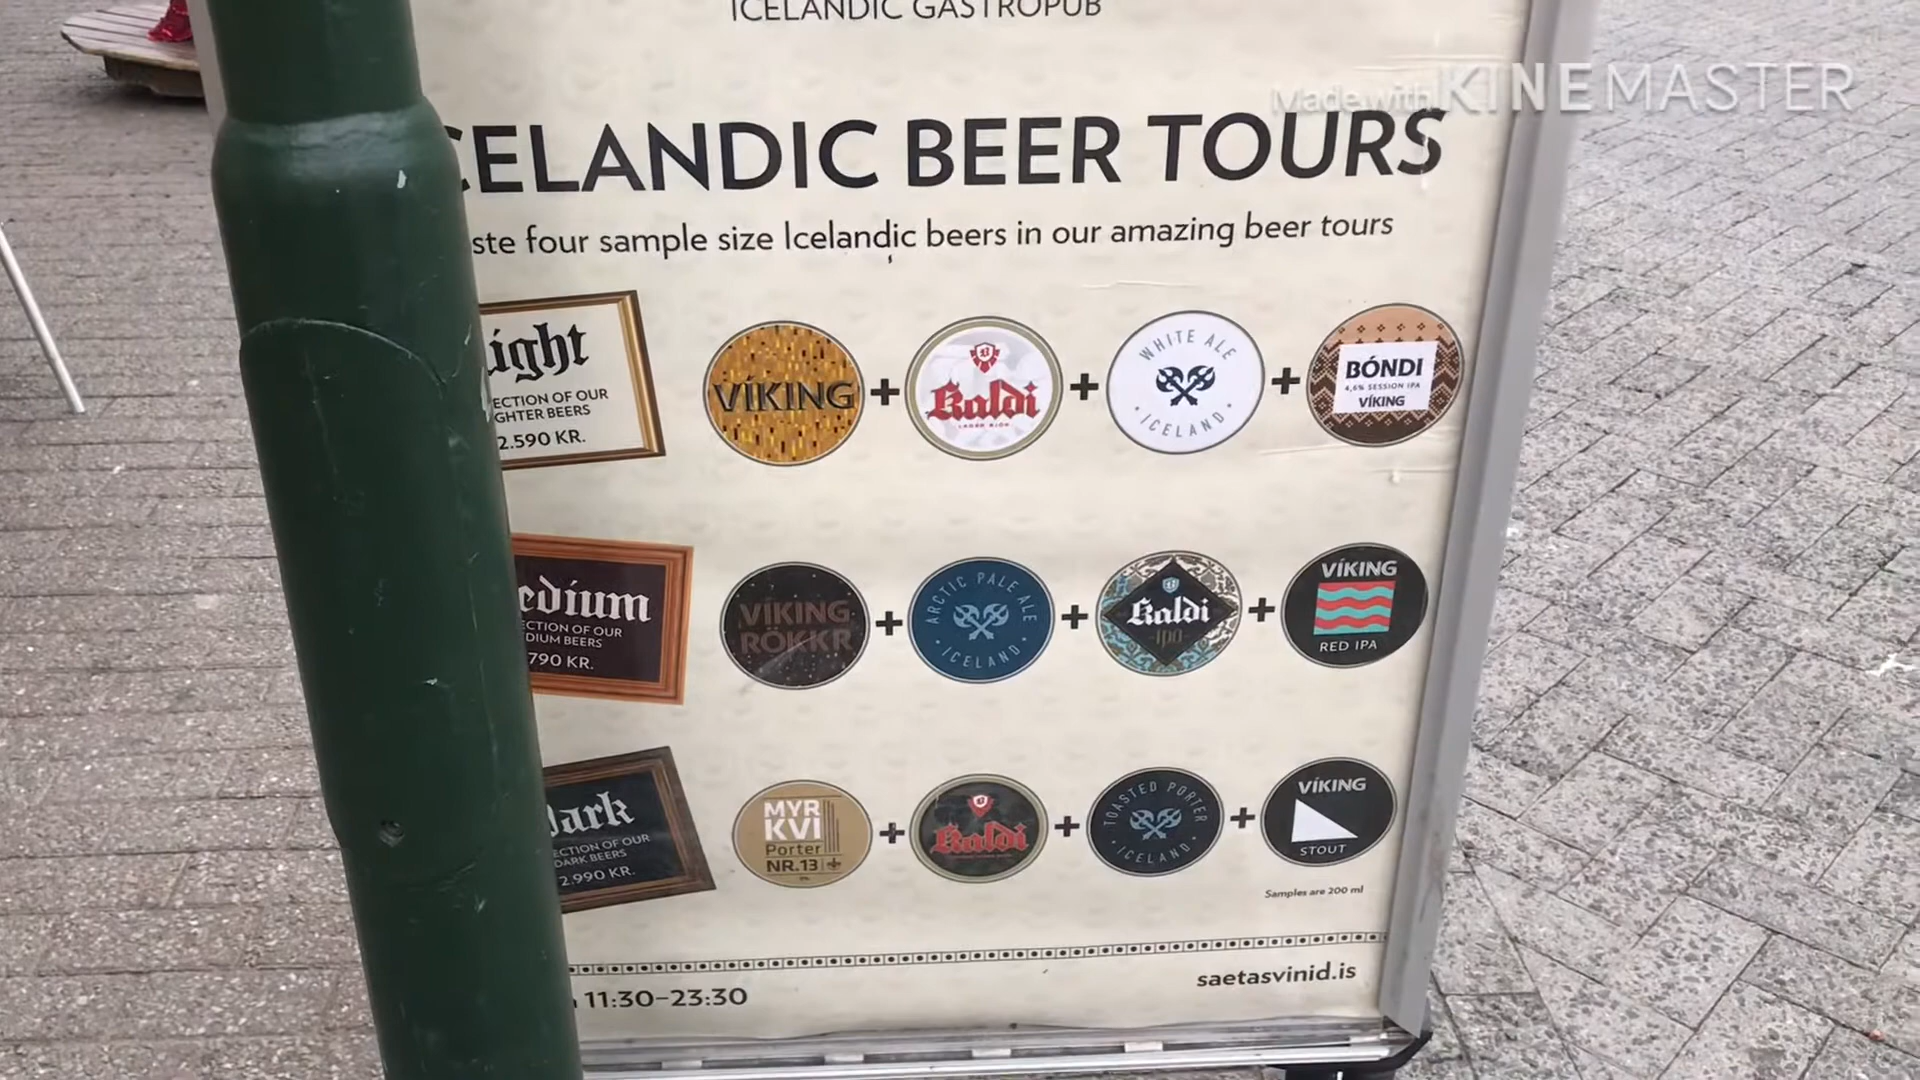 ICELANDIC GASTROPUB
Made with KINEMASTER
CELANDIC BEER TOURS
ste four sample size Icelandic beers in our amazing beer tours
ight
ECTION OF OUR
GHTER BEERS
2.590 KR.
VÍKING
+
Kaldi
LAGER BJÓR
+
WHITE ALE
ICELAND
+
BÓNDI
4,6% SESSION IPA
VÍKING
edium
ECTION OF OUR
DIUM BEERS
790 KR.
VÍKING
RÖKKR
+
ARCTIC PALE ALE
ICELAND
+
Kaldi
IPA
+
VÍKING
RED IPA
Dark
ECTION OF OUR
DARK BEERS
2.990 KR.
MYR
KVI
Porter
NR.13
+
Kaldi
+
TOASTED PORTER
ICELAND
+
VÍKING
STOUT
Samples are 200 ml
11:30–23:30
saetasvinid.is